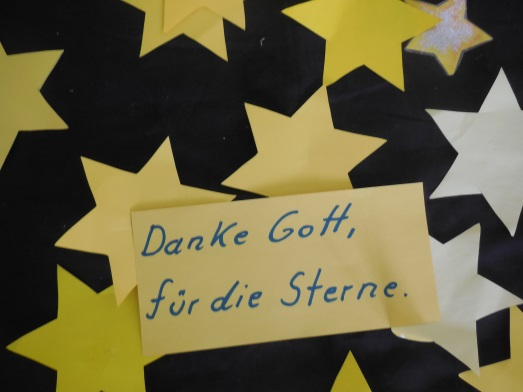 Danke Gott,
für die Sterne.